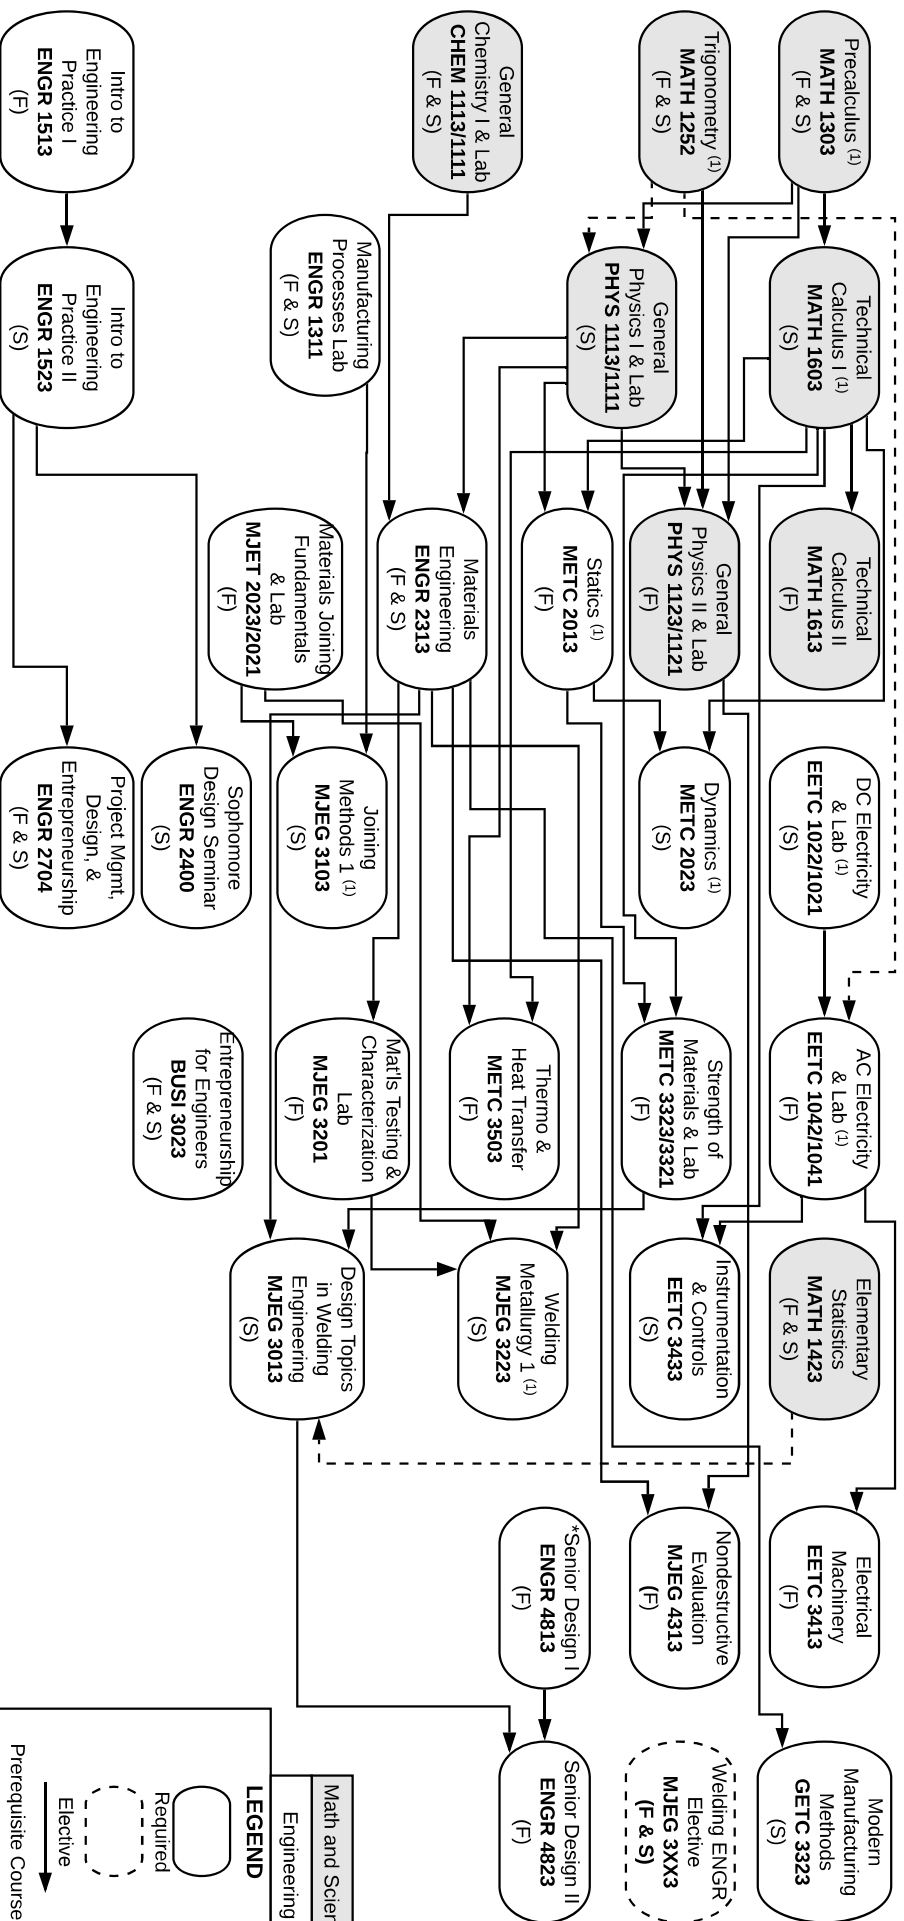 Precalculus (1)
MATH 1303
(F & S)
Technical
Calculus I (1)
MATH 1603
(S)
Technical
Calculus II
MATH 1613
(F)
DC Electricity
& Lab (1)
EETC 1022/1021
(S)
AC Electricity
& Lab (1)
EETC 1042/1041
(F)
Elementary
Statistics
MATH 1423
(F & S)
Electrical
Machinery
EETC 3413
(F)
Modern
Manufacturing
Methods
GETC 3323
(S)
Trigonometry (1)
MATH 1252
(F & S)
General
Physics I & Lab
PHYS 1113/1111
(S)
General
Physics II & Lab
PHYS 1123/1121
(F)
Dynamics (1)
METC 2023
(S)
Strength of
Materials & Lab
METC 3323/3321
(F)
Instrumentation
& Controls
EETC 3433
(S)
Nondestructive
Evaluation
MJEG 4313
(F)
Welding ENGR
Elective
MJEG 3XX3
(F & S)
Statics (1)
METC 2013
(F)
Thermo &
Heat Transfer
METC 3503
(F)
Welding
Metallurgy 1 (1)
MJEG 3223
(S)
*Senior Design I
ENGR 4813
(F)
Senior Design II
ENGR 4823
(F)
General
Chemistry I & Lab
CHEM 1113/1111
(F & S)
Manufacturing
Processes Lab
ENGR 1311
(F & S)
Materials
Engineering
ENGR 2313
(F & S)
Joining
Methods 1 (1)
MJEG 3103
(S)
Mat'ls Testing &
Characterization
Lab
MJEG 3201
(F)
Design Topics
in Welding
Engineering
MJEG 3013
(S)
Materials Joining
Fundamentals
& Lab
MJET 2023/2021
(F)
Sophomore
Design Seminar
ENGR 2400
(S)
Entrepreneurship
for Engineers
BUSI 3023
(F & S)
Intro to
Engineering
Practice I
ENGR 1513
(F)
Intro to
Engineering
Practice II
ENGR 1523
(S)
Project Mgmt,
Design, &
Entrepreneurship
ENGR 2704
(F & S)
Math and Scien
Engineering
LEGEND
Required
Elective
Prerequisite Course